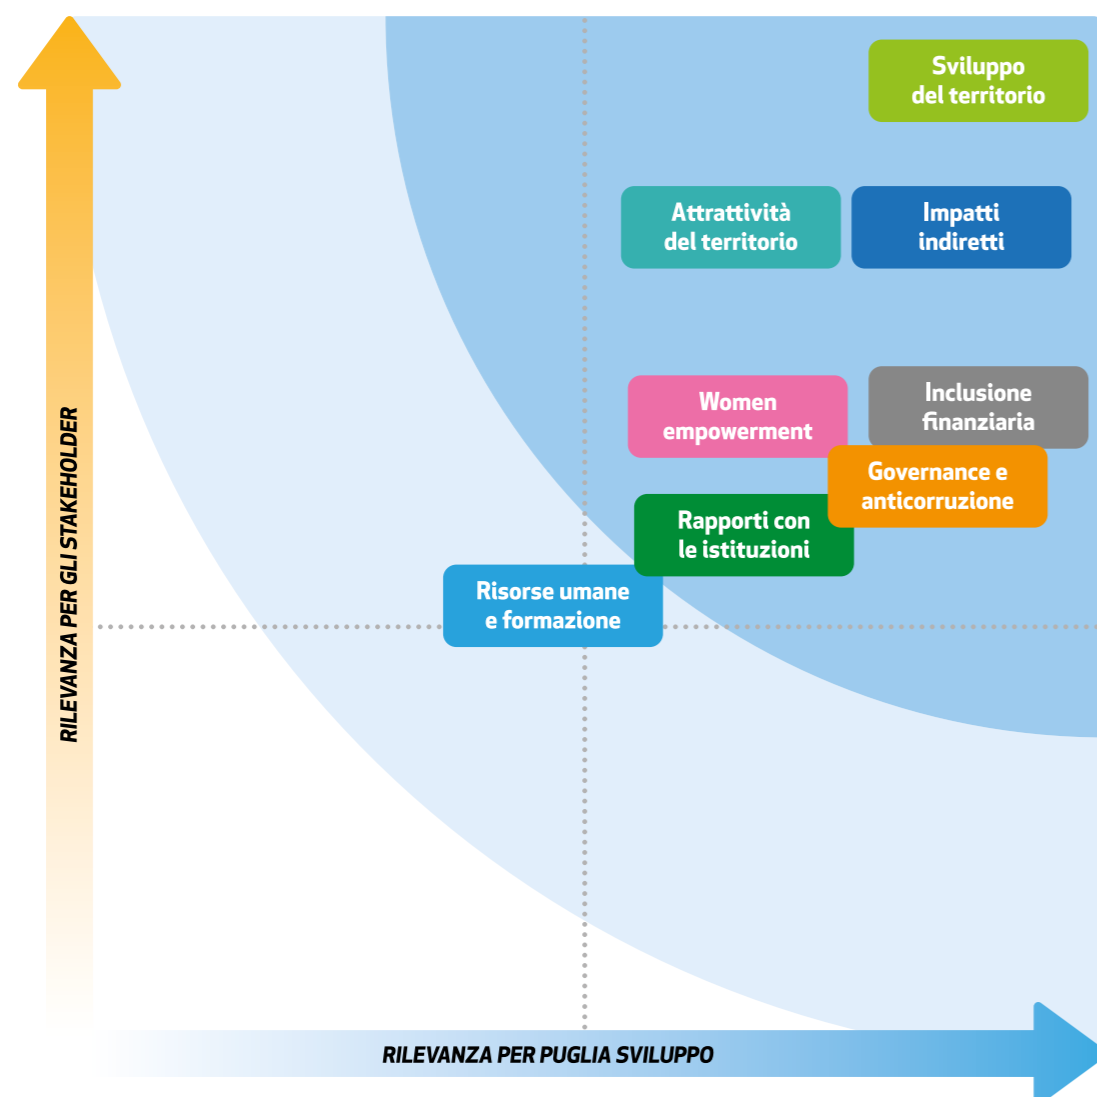 Sviluppo
del territorio
Attrattività
del territorio
Impatti
indiretti
Women
empowerment
Inclusione
finanziaria
Governance e
anticorruzione
Rapporti con
le istituzioni
Risorse umane
e formazione
RILEVANZA PER GLI STAKEHOLDER
RILEVANZA PER PUGLIA SVILUPPO